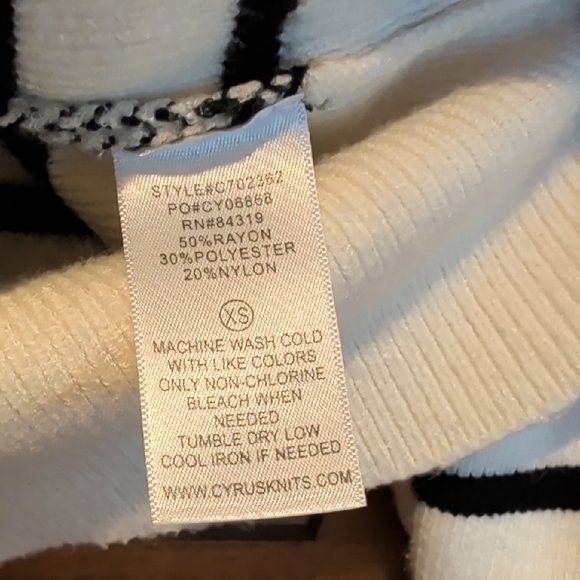 STYLE#C702362
PO#CY06868
RN#84319
50%RAYON
30%POLYESTER
20%NYLON
XS
MACHINE WASH COLD
WITH LIKE COLORS
ONLY NON-CHLORINE
BLEACH WHEN
NEEDED
TUMBLE DRY LOW
COOL IRON IF NEEDED
WWW.CYRUSKNITS.COM